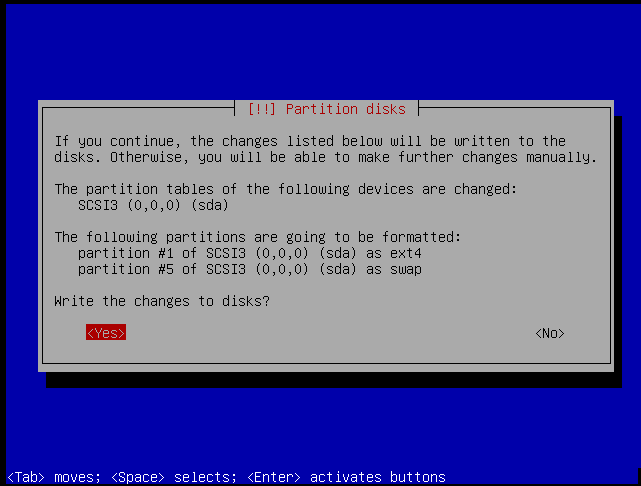 [!!] Partition disks
If you continue, the changes listed below will be written to the
disks. Otherwise, you will be able to make further changes manually.
The partition tables of the following devices are changed:
SCSI3 (0,0,0) (sda)
The following partitions are going to be formatted:
partition #1 of SCSI3 (0,0,0) (sda) as ext4
partition #5 of SCSI3 (0,0,0) (sda) as swap
Write the changes to disks?
<Yes> <No>
<Tab> moves; <Space> selects; <Enter> activates buttons